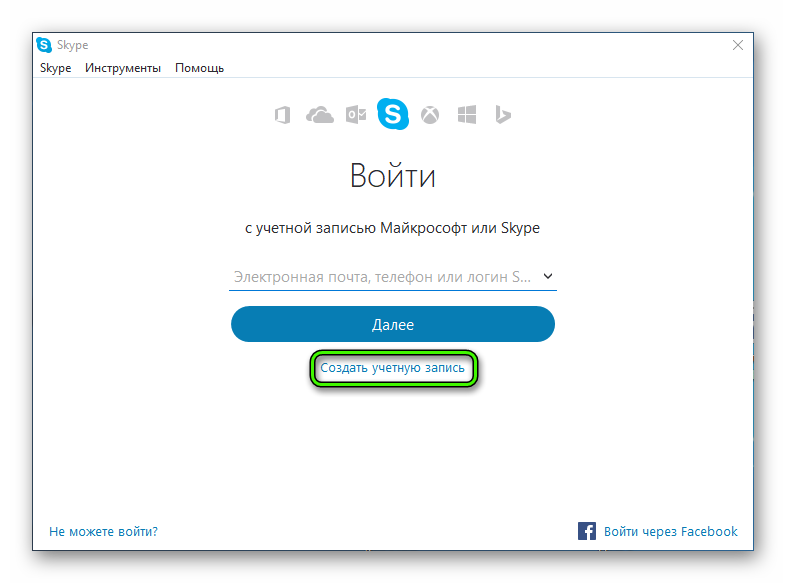 Skype
Skype Инструменты Помощь
Войти
с учетной записью Майкрософт или Skype
Электронная почта, телефон или логин S...
Далее
Создать учетную запись
Не можете войти?
Войти через Facebook